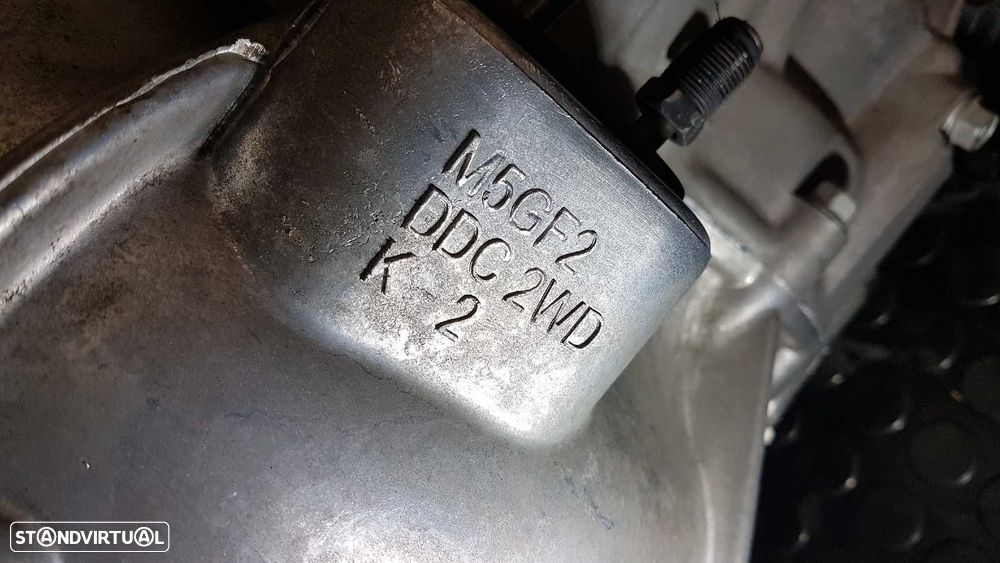 M5GF2
DDC 2WD
K-2
STANDVIRTUAL